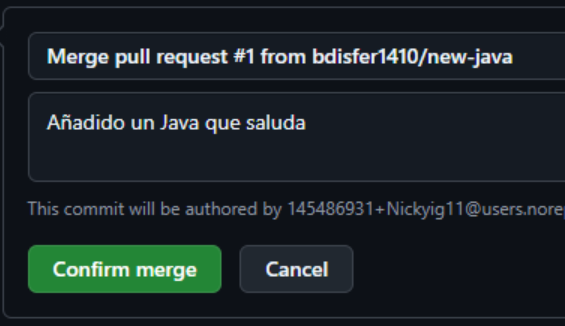 Merge pull request #1 from bdisfer1410/new-java
Añadido un Java que saluda
This commit will be authored by 145486931+Nickyig11@users.norep
Confirm merge
Cancel